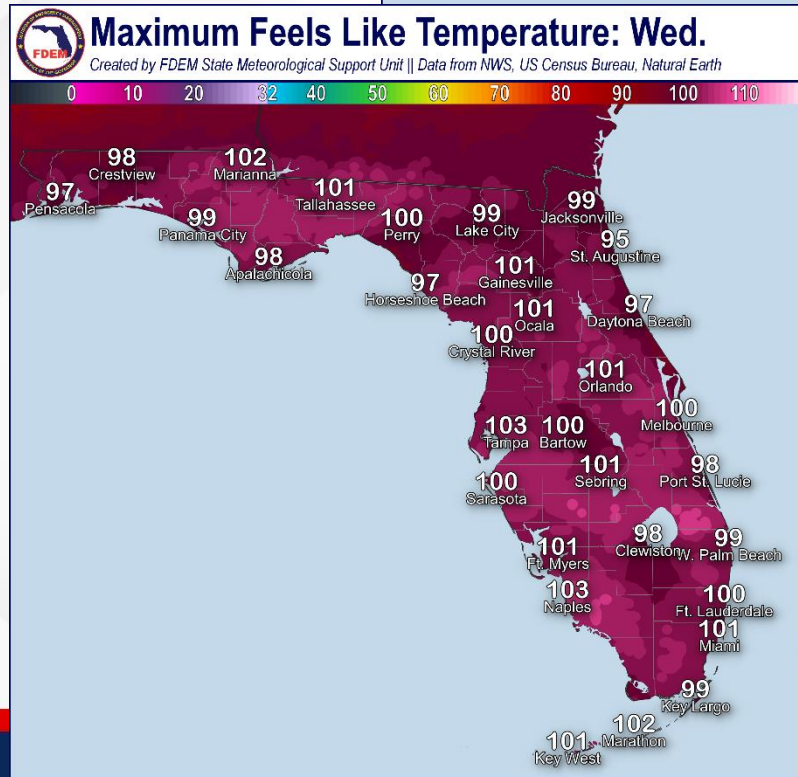 FDEM
Maximum Feels Like Temperature: Wed.
Created by FDEM State Meteorological Support Unit || Data from NWS, US Census Bureau, Natural Earth
0 10 20 32 40 50 60 70 80 90 100 110
98
Crestview
102
Marianna
97
Pensacola
101
Tallahassee
99
Panama City
100
Perry
99
Lake City
99
Jacksonville
98
Apalachicola
95
St. Augustine
97
Horseshoe Beach
101
Gainesville
101
Ocala
97
Daytona Beach
100
Crystal River
101
Orlando
100
Melbourne
103
Tampa
100
Bartow
101
Sebring
98
Port St. Lucie
100
Sarasota
98
Clewiston
99
W. Palm Beach
101
Ft. Myers
103
Naples
100
Ft. Lauderdale
101
Miami
99
Key Largo
102
Marathon
101
Key West